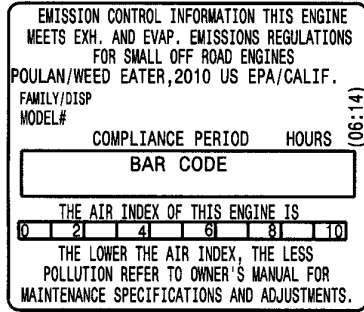 EMISSION CONTROL INFORMATION THIS ENGINE
MEETS EXH. AND EVAP. EMISSIONS REGULATIONS
FOR SMALL OFF ROAD ENGINES
POULAN/WEED EATER,2010 US EPA/CALIF.
FAMILY/DISP
MODEL#
COMPLIANCE PERIOD HOURS
(06:14)
BAR CODE
THE AIR INDEX OF THIS ENGINE IS
0 2 4 6 8 10
THE LOWER THE AIR INDEX, THE LESS
POLLUTION REFER TO OWNER'S MANUAL FOR
MAINTENANCE SPECIFICATIONS AND ADJUSTMENTS.